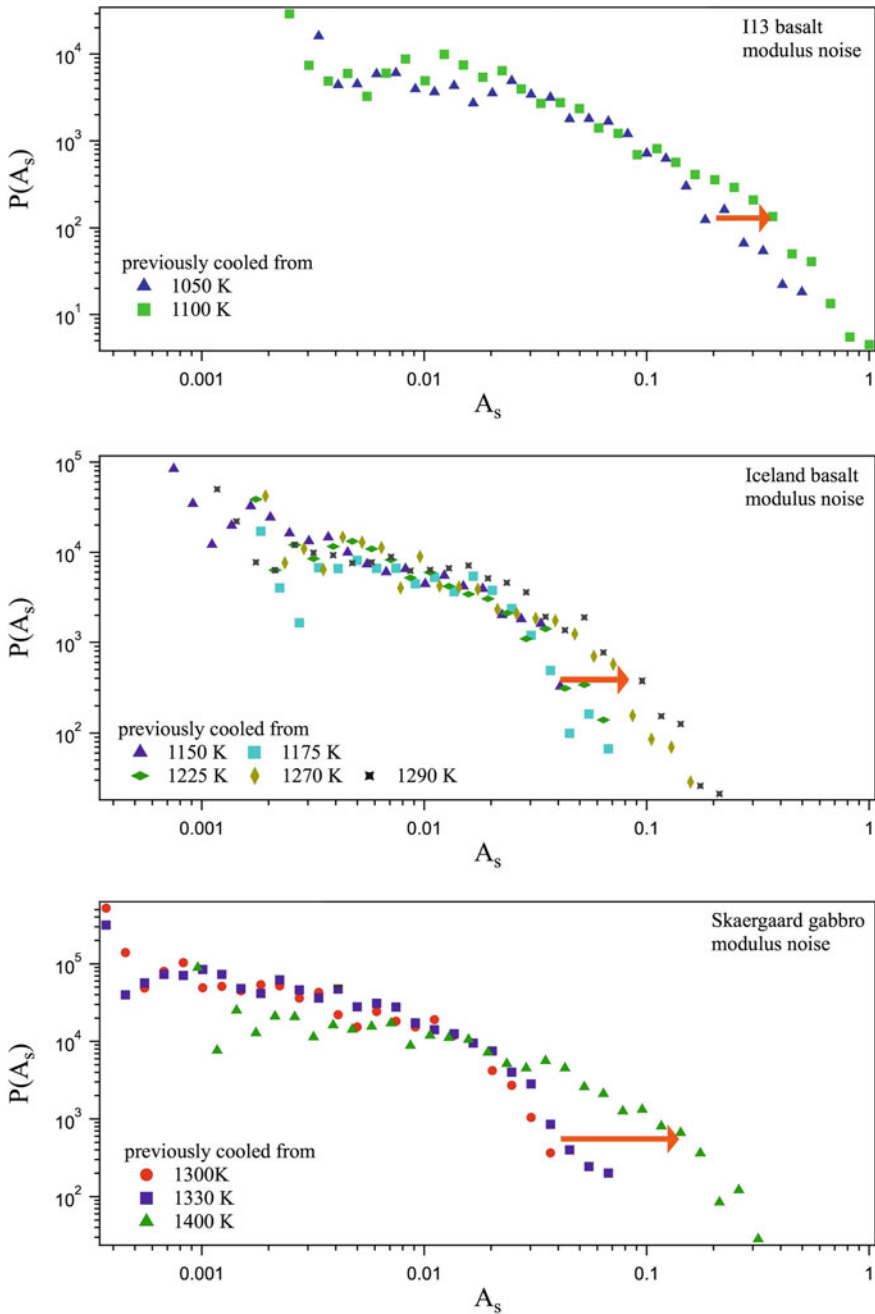 I13 basalt
modulus noise
10^4
10^3
10^2
10^1
P(A_s)
previously cooled from
1050 K
1100 K
0.001 0.01 0.1 1
A_s
Iceland basalt
modulus noise
10^5
10^4
10^3
10^2
P(A_s)
previously cooled from
1150 K 1175 K
1225 K 1270 K 1290 K
0.001 0.01 0.1 1
A_s
Skaergaard gabbro
modulus noise
10^5
10^4
10^3
10^2
P(A_s)
previously cooled from
1300K
1330 K
1400 K
0.001 0.01 0.1 1
A_s